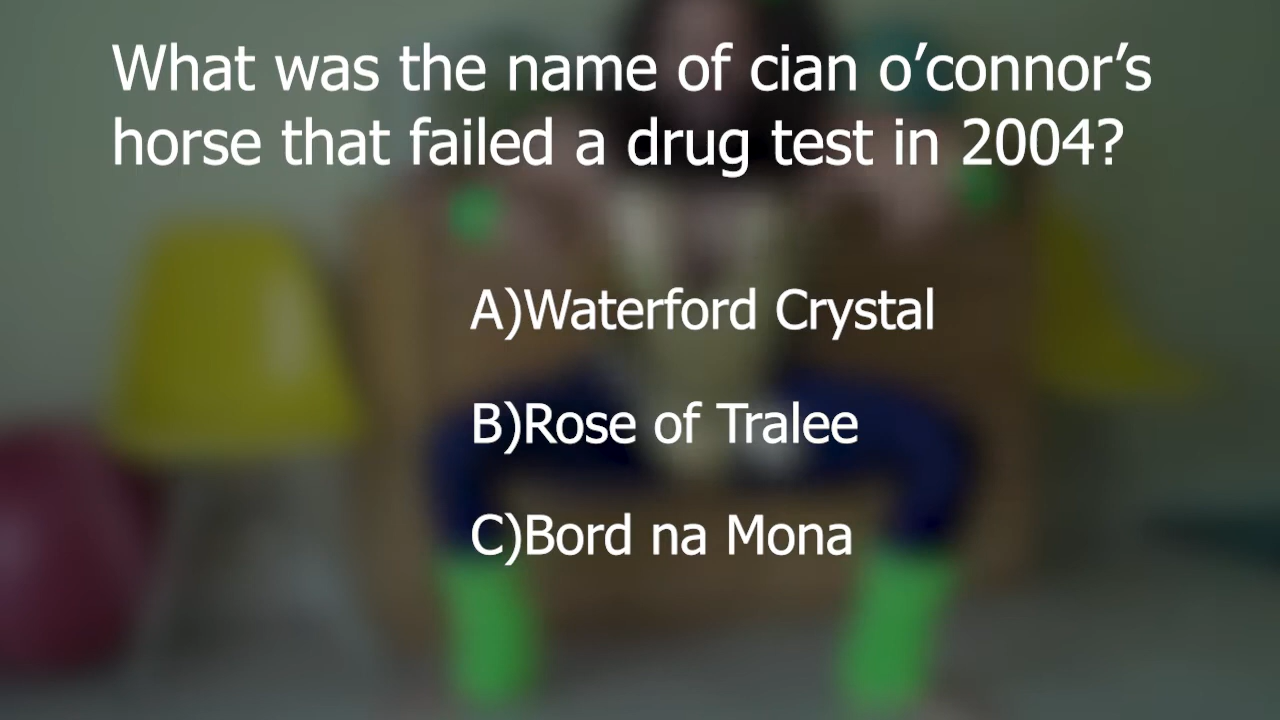 What was the name of cian o’connor’s
horse that failed a drug test in 2004?
A)Waterford Crystal
B)Rose of Tralee
C)Bord na Mona